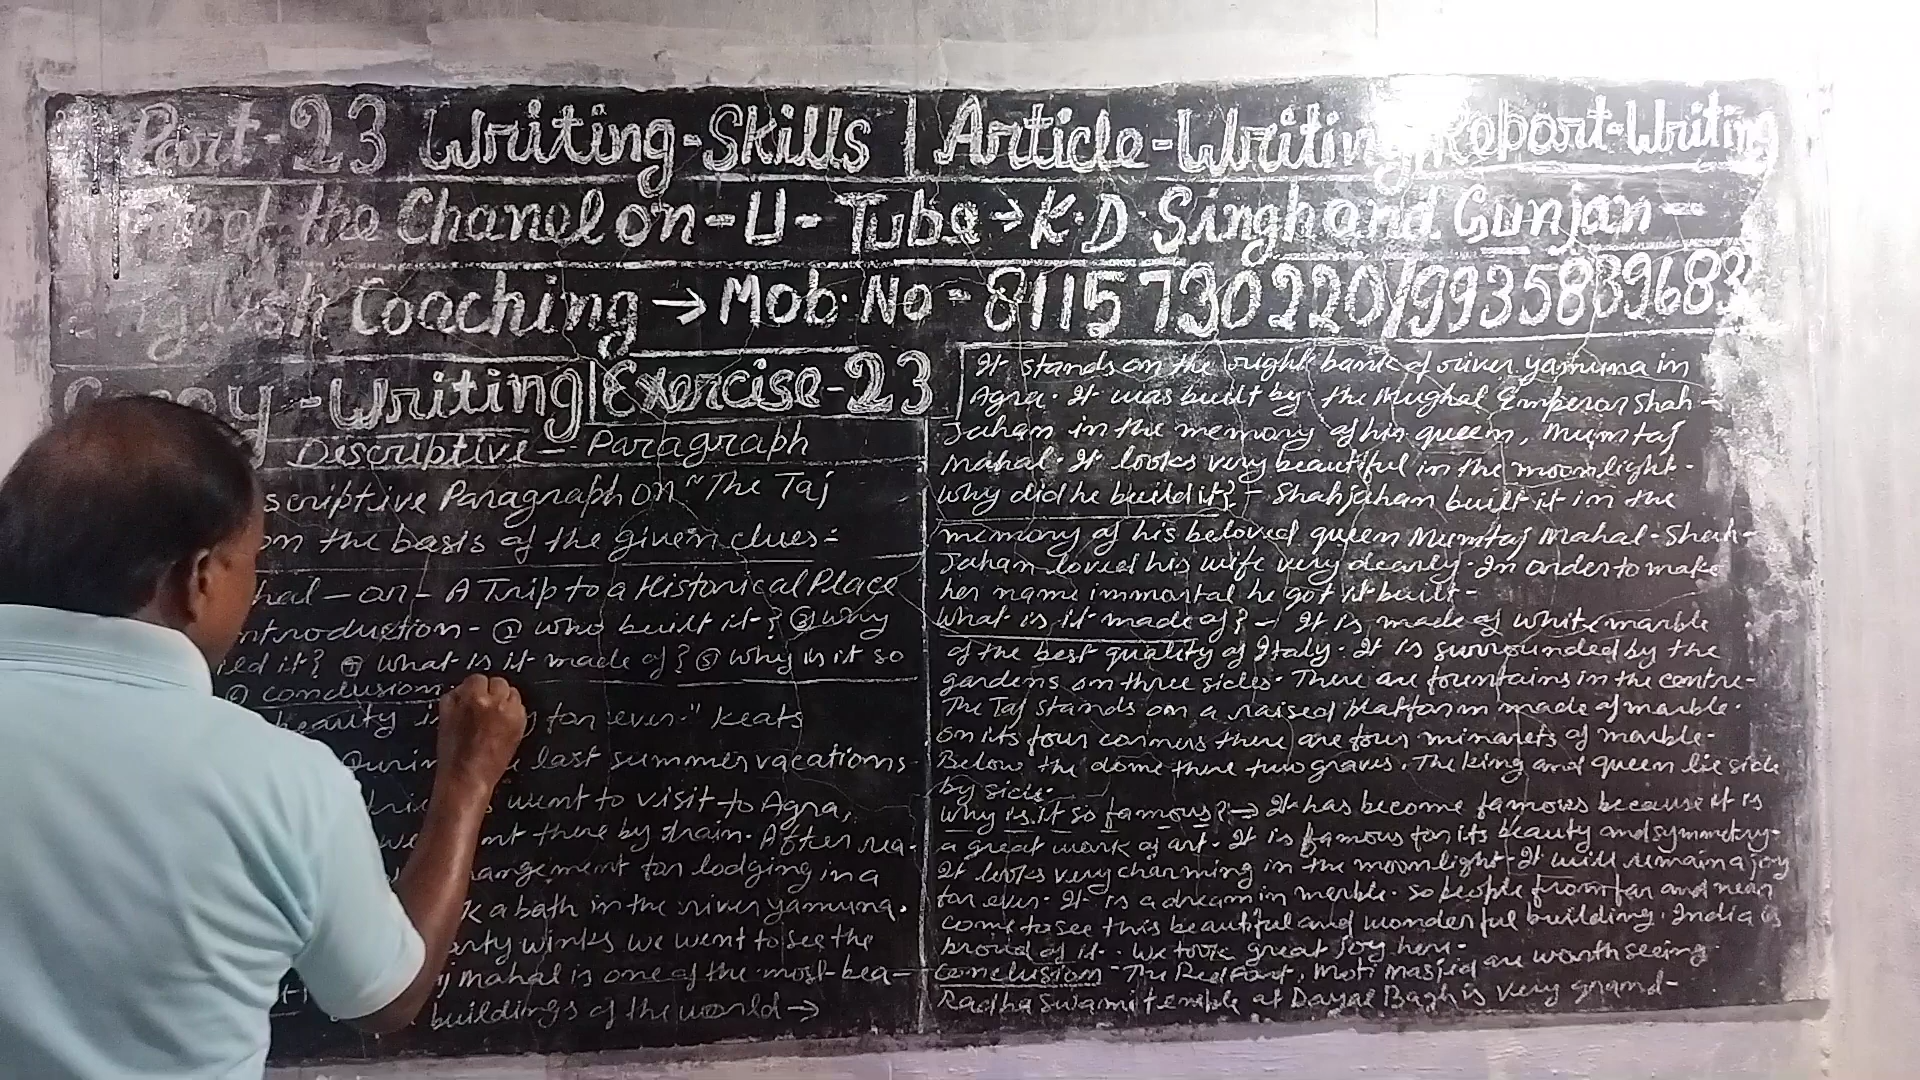 Part-23 Writing-Skills | Article-Writing Report-Writing
of the Chanel on-U-Tube→K.D.Singh and Gunjan-
English Coaching → Mob.No- 8115730220/9935839683
-Writing|Exercise-23
Discriptive-Paragraph
scriptive Paragraph on "The Taj
on the basis of the given clues:-
hal-or- A Trip to a Historical Place
ntroduction- ① who built it-? ③ why
ied it? ④ what is it made of? ⑤ why is it so
⑥ conclusion
beauty for ever." Keats
last summer vacations
went to visit to Agra,
we there by train. After rea-
angement for lodging in a
k a bath in the river yamuna.
orty winks we went to see the
j Mahal is one of the most-bea-
buildings of the world→
It stands on the right bank of river yamuna in
Agra. It was built by the Mughal Emperor Shah-
Jaham in the memory of his queen, Mumtaj
Mahal. It looks very beautiful in the moonlight.
why did he build it?- Shahjaham built it in the
memory of his beloved queen Mumtaj Mahal-Shah-
Jaham loved his wife very dearly. In order to make
her name immortal he got it built-
What is it made of?- It is made of white marble
of the best quality of Italy. It is surrounded by the
gardens on three sides. There are fountains in the centre-
The Taj stands on a raised platform made of marble.
on its four corners there are four minarets of marble-
Below the dome there two graves. The king and queen lie side
by side.
Why is it so famous?→ It has become famous because it is
a great work of art. It is famous for its beauty and symmetry.
It looks very charming in the moonlight. It will remain a joy
for ever. It is a dream in marble. So people from far and near
come to see this beautiful and wonderful building. India is
proud of it. We took great joy here.
Conclusion-The Red Fort, Moti Masjid are worth seeing.
Radha Swami temple at Dayal Bagh is very grand-